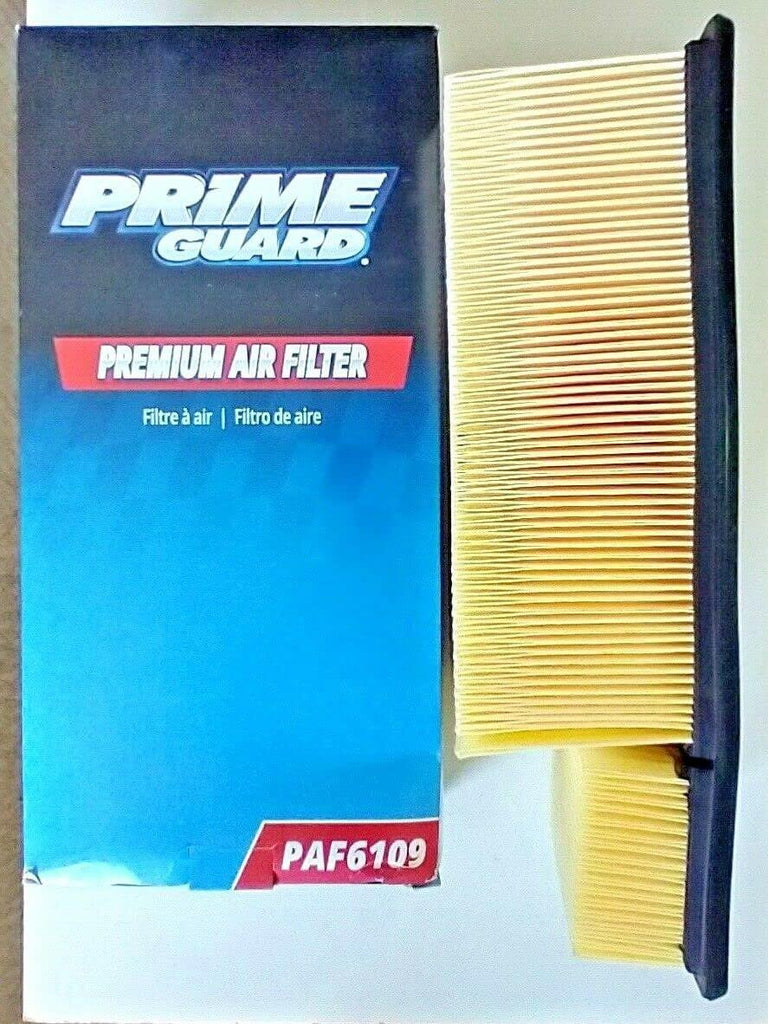 PRIME
GUARD.
PREMIUM AIR FILTER
Filtre à air | Filtro de aire
PAF6109